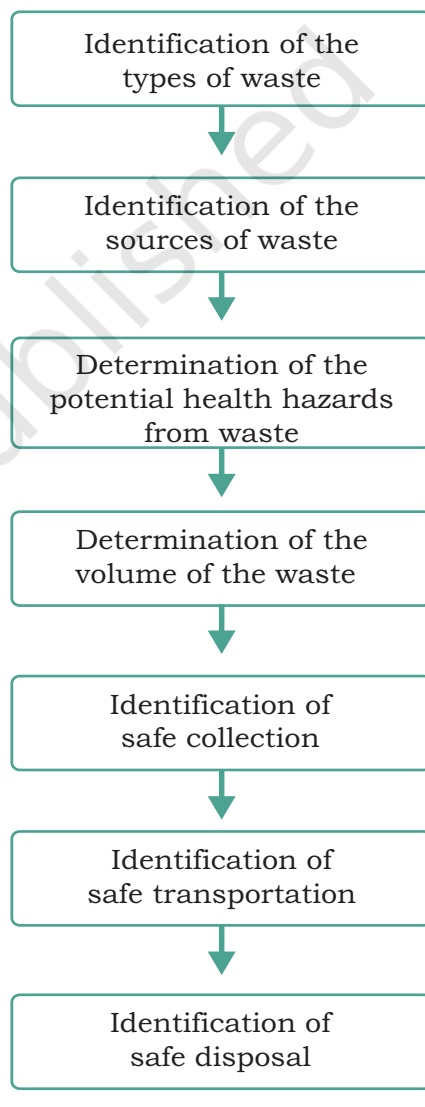 Identification of the
types of waste
Identification of the
sources of waste
Determination of the
potential health hazards
from waste
Determination of the
volume of the waste
Identification of
safe collection
Identification of
safe transportation
Identification of
safe disposal